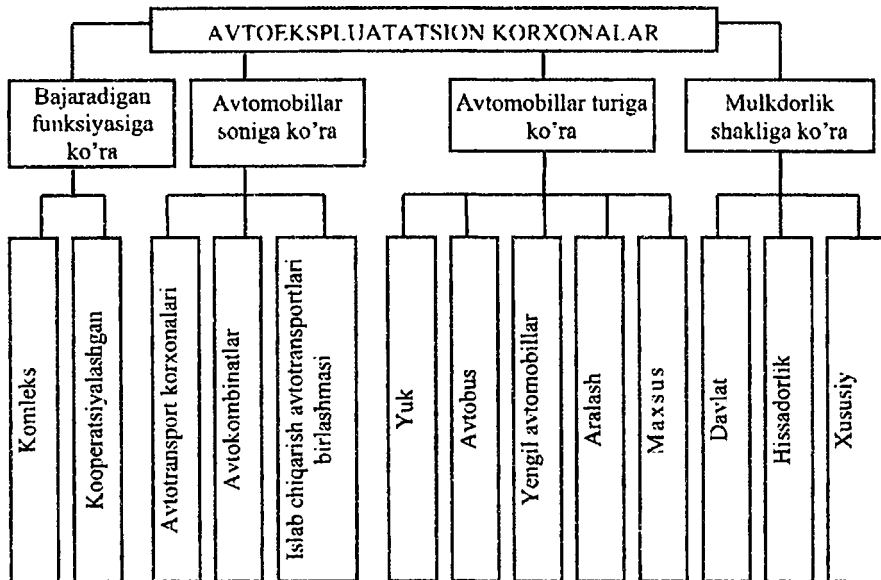 AVTOEKSPLUATATSION KORXONALAR
Bajaradigan
funksiyasiga
ko'ra
Avtomobillar
soniga ko'ra
Avtomobillar turiga
ko'ra
Mulkdorlik
shakliga ko'ra
Komleks
Kooperatsiyalashgan
Avtotransport korxonalari
Avtokombinatlar
Islab chiqarish avtotransportlari
birlashmasi
Yuk
Avtobus
Yengil avtomobillar
Aralash
Maxsus
Davlat
Hissadorlik
Xususiy